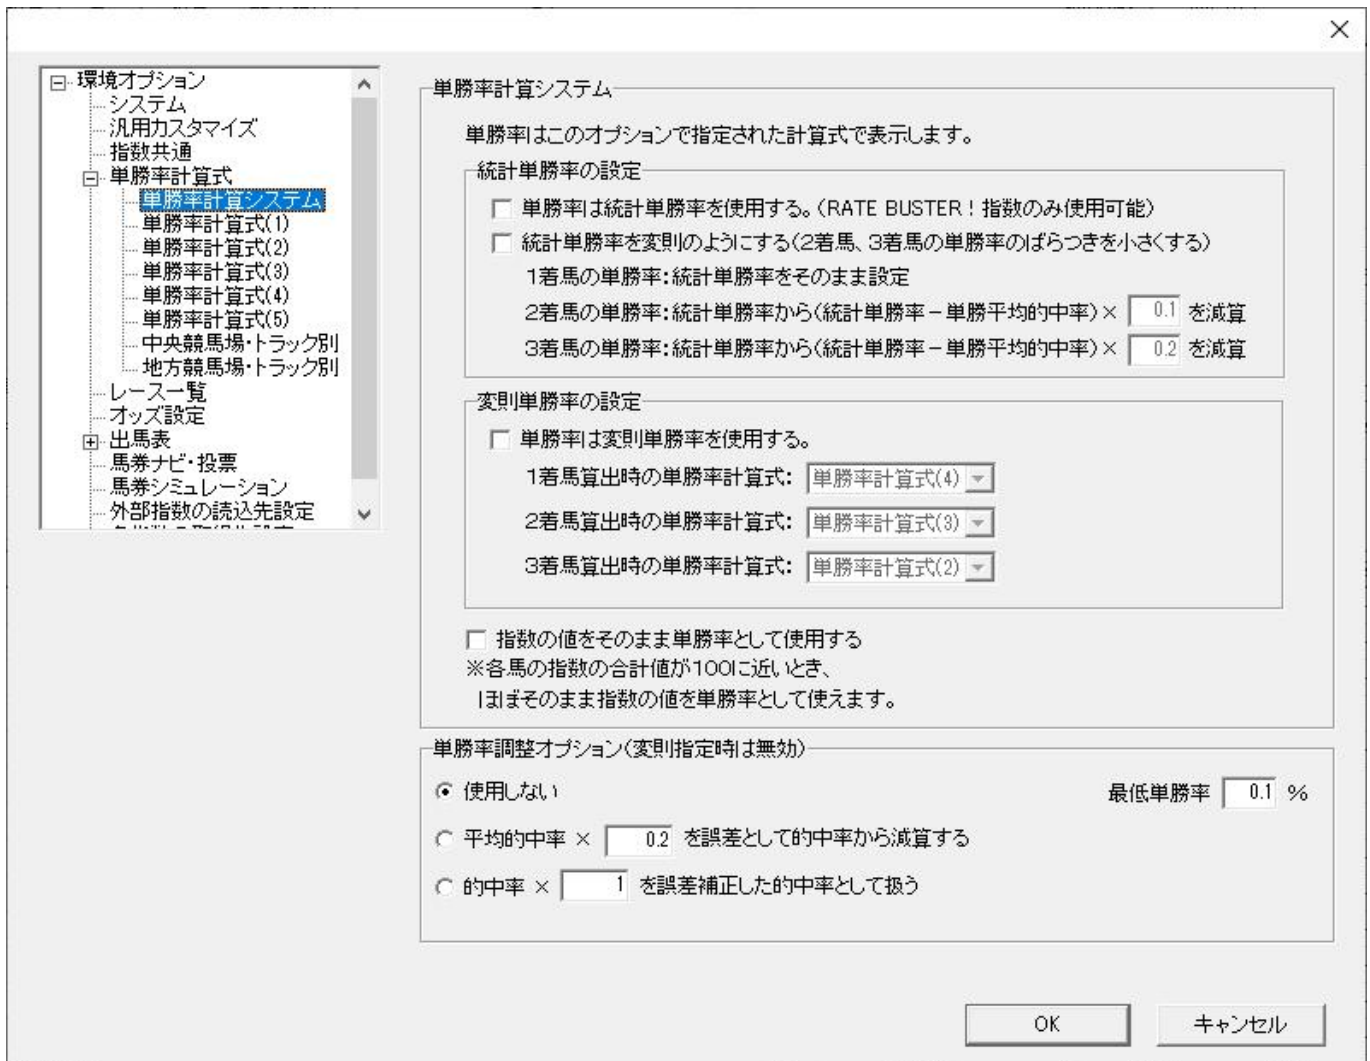 環境オプション
システム
汎用カスタマイズ
指数共通
単勝率計算式
単勝率計算システム
単勝率計算式(1)
単勝率計算式(2)
単勝率計算式(3)
単勝率計算式(4)
単勝率計算式(5)
中央競馬場・トラック別
地方競馬場・トラック別
レース一覧
オッズ設定
出馬表
馬券ナビ・投票
馬券シミュレーション
外部指数の読込先設定
単勝率計算システム
単勝率はこのオプションで指定された計算式で表示します。
統計単勝率の設定
単勝率は統計単勝率を使用する。(RATE BUSTER！指数のみ使用可能)
統計単勝率を変則のようにする(2着馬、3着馬の単勝率のばらつきを小さくする)
1着馬の単勝率：統計単勝率をそのまま設定
2着馬の単勝率：統計単勝率から(統計単勝率－単勝平均的中率)× 0.1 を減算
3着馬の単勝率：統計単勝率から(統計単勝率－単勝平均的中率)× 0.2 を減算
変則単勝率の設定
単勝率は変則単勝率を使用する。
1着馬算出時の単勝率計算式： 単勝率計算式(4)
2着馬算出時の単勝率計算式： 単勝率計算式(3)
3着馬算出時の単勝率計算式： 単勝率計算式(2)
指数の値をそのまま単勝率として使用する
※各馬の指数の合計値が100に近いとき、
ほぼそのまま指数の値を単勝率として使えます。
単勝率調整オプション(変則指定時は無効)
使用しない 最低単勝率 0.1 %
平均的中率 × 0.2 を誤差として的中率から減算する
的中率 × 1 を誤差補正した的中率として扱う
OK キャンセル